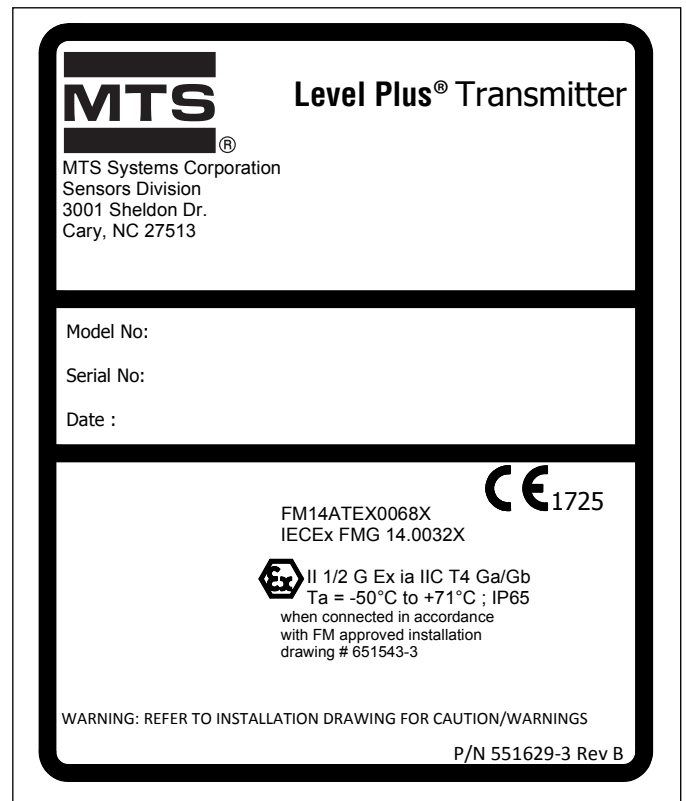 MTS
®
Level Plus® Transmitter
MTS Systems Corporation
Sensors Division
3001 Sheldon Dr.
Cary, NC 27513
Model No:
Serial No:
Date :
CE 1725
FM14ATEX0068X
IECEx FMG 14.0032X
Ex II 1/2 G Ex ia IIC T4 Ga/Gb
Ta = -50°C to +71°C ; IP65
when connected in accordance
with FM approved installation
drawing # 651543-3
WARNING: REFER TO INSTALLATION DRAWING FOR CAUTION/WARNINGS
P/N 551629-3 Rev B